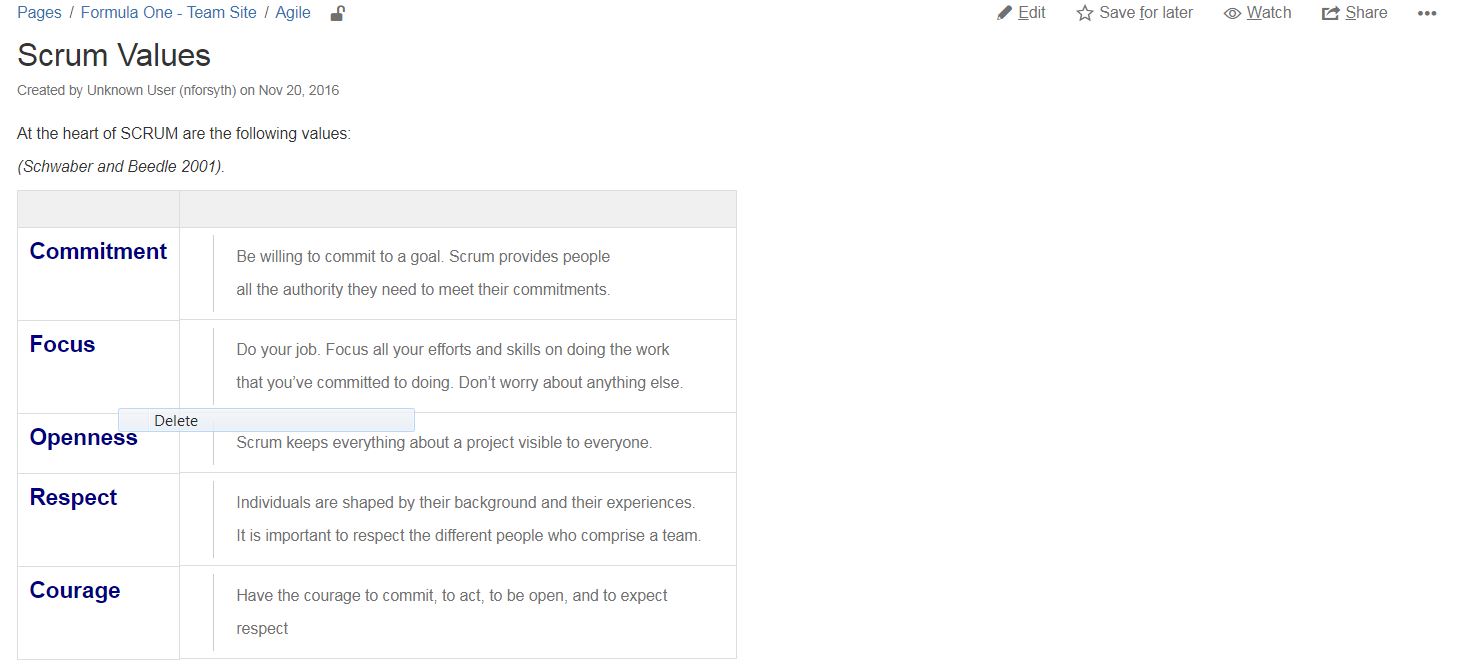 Pages / Formula One - Team Site / Agile
Edit Save for later Watch Share
Scrum Values
Created by Unknown User (nforsyth) on Nov 20, 2016
At the heart of SCRUM are the following values:
(Schwaber and Beedle 2001).
Commitment
Be willing to commit to a goal. Scrum provides people
all the authority they need to meet their commitments.
Focus
Do your job. Focus all your efforts and skills on doing the work
that you’ve committed to doing. Don’t worry about anything else.
Delete
Openness
Scrum keeps everything about a project visible to everyone.
Respect
Individuals are shaped by their background and their experiences.
It is important to respect the different people who comprise a team.
Courage
Have the courage to commit, to act, to be open, and to expect
respect